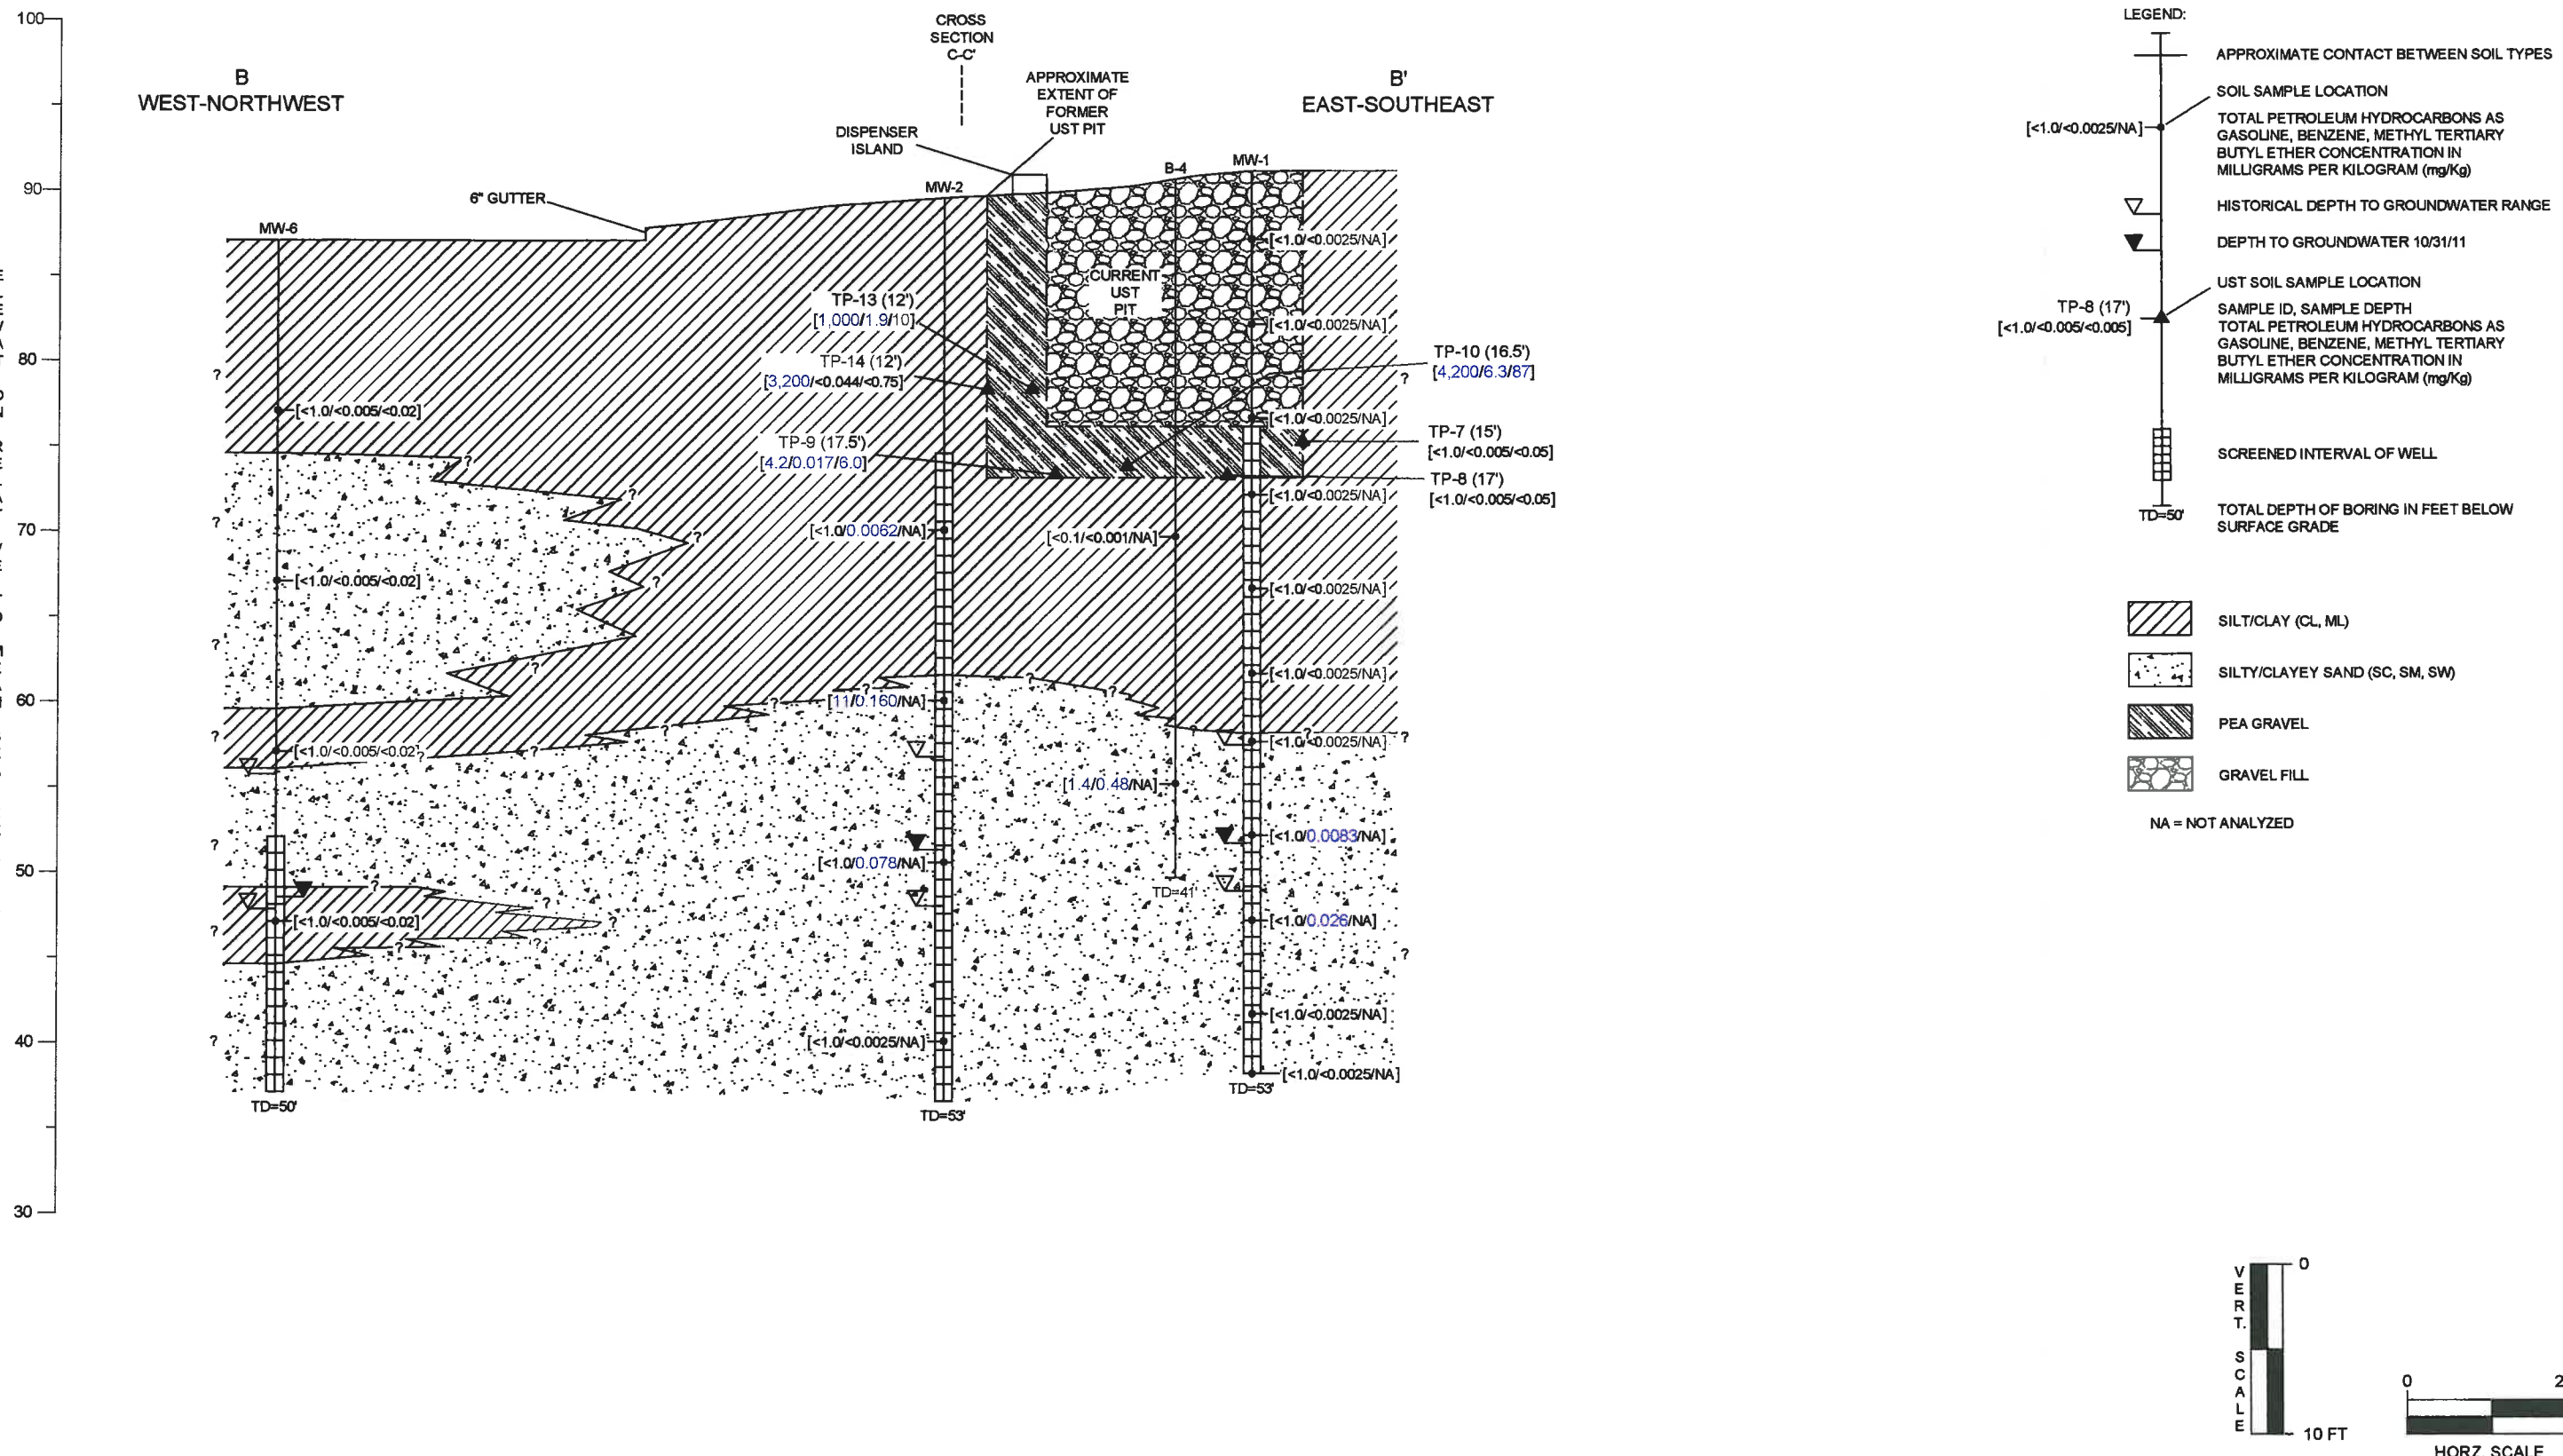 100
90
80
70
60
50
40
30
B
WEST-NORTHWEST
CROSS
SECTION
C-C'
APPROXIMATE
EXTENT OF
FORMER
UST PIT
DISPENSER
ISLAND
B'
EAST-SOUTHEAST
6" GUTTER
MW-6
MW-2
B-4
MW-1
CURRENT
UST
PIT
TP-13 (12')
[1,000/1.9/10]
TP-14 (12')
[3,200/<0.044/<0.75]
TP-9 (17.5')
[4.2/0.017/6.0]
TP-10 (16.5')
[4,200/6.3/87]
TP-7 (15')
[<1.0/<0.005/<0.05]
TP-8 (17')
[<1.0/<0.005/<0.05]
[<1.0/<0.005/<0.02]
[<1.0/<0.005/<0.02]
[<1.0/<0.005/<0.02]
[<1.0/<0.005/<0.02]
TD=50'
[<1.0/0.0062/NA]
[11/0.160/NA]
[<1.0/0.078/NA]
[<1.0/<0.0025/NA]
TD=53'
[<0.1/<0.001/NA]
[1.4/0.48/NA]
TD=41'
[<1.0/<0.0025/NA]
[<1.0/<0.0025/NA]
[<1.0/<0.0025/NA]
[<1.0/<0.0025/NA]
[<1.0/<0.0025/NA]
[<1.0/<0.0025/NA]
[<1.0/<0.0025/NA]
[<1.0/0.0083/NA]
[<1.0/0.026/NA]
[<1.0/<0.0025/NA]
[<1.0/<0.0025/NA]
TD=53'
LEGEND:
APPROXIMATE CONTACT BETWEEN SOIL TYPES
SOIL SAMPLE LOCATION
[<1.0/<0.0025/NA]
TOTAL PETROLEUM HYDROCARBONS AS
GASOLINE, BENZENE, METHYL TERTIARY
BUTYL ETHER CONCENTRATION IN
MILLIGRAMS PER KILOGRAM (mg/Kg)
HISTORICAL DEPTH TO GROUNDWATER RANGE
DEPTH TO GROUNDWATER 10/31/11
UST SOIL SAMPLE LOCATION
TP-8 (17')
[<1.0/<0.005/<0.005]
SAMPLE ID, SAMPLE DEPTH
TOTAL PETROLEUM HYDROCARBONS AS
GASOLINE, BENZENE, METHYL TERTIARY
BUTYL ETHER CONCENTRATION IN
MILLIGRAMS PER KILOGRAM (mg/Kg)
SCREENED INTERVAL OF WELL
TD=50'
TOTAL DEPTH OF BORING IN FEET BELOW
SURFACE GRADE
SILT/CLAY (CL, ML)
SILTY/CLAYEY SAND (SC, SM, SW)
PEA GRAVEL
GRAVEL FILL
NA = NOT ANALYZED
VERT. SCALE
0
10 FT
0
HORZ. SCALE